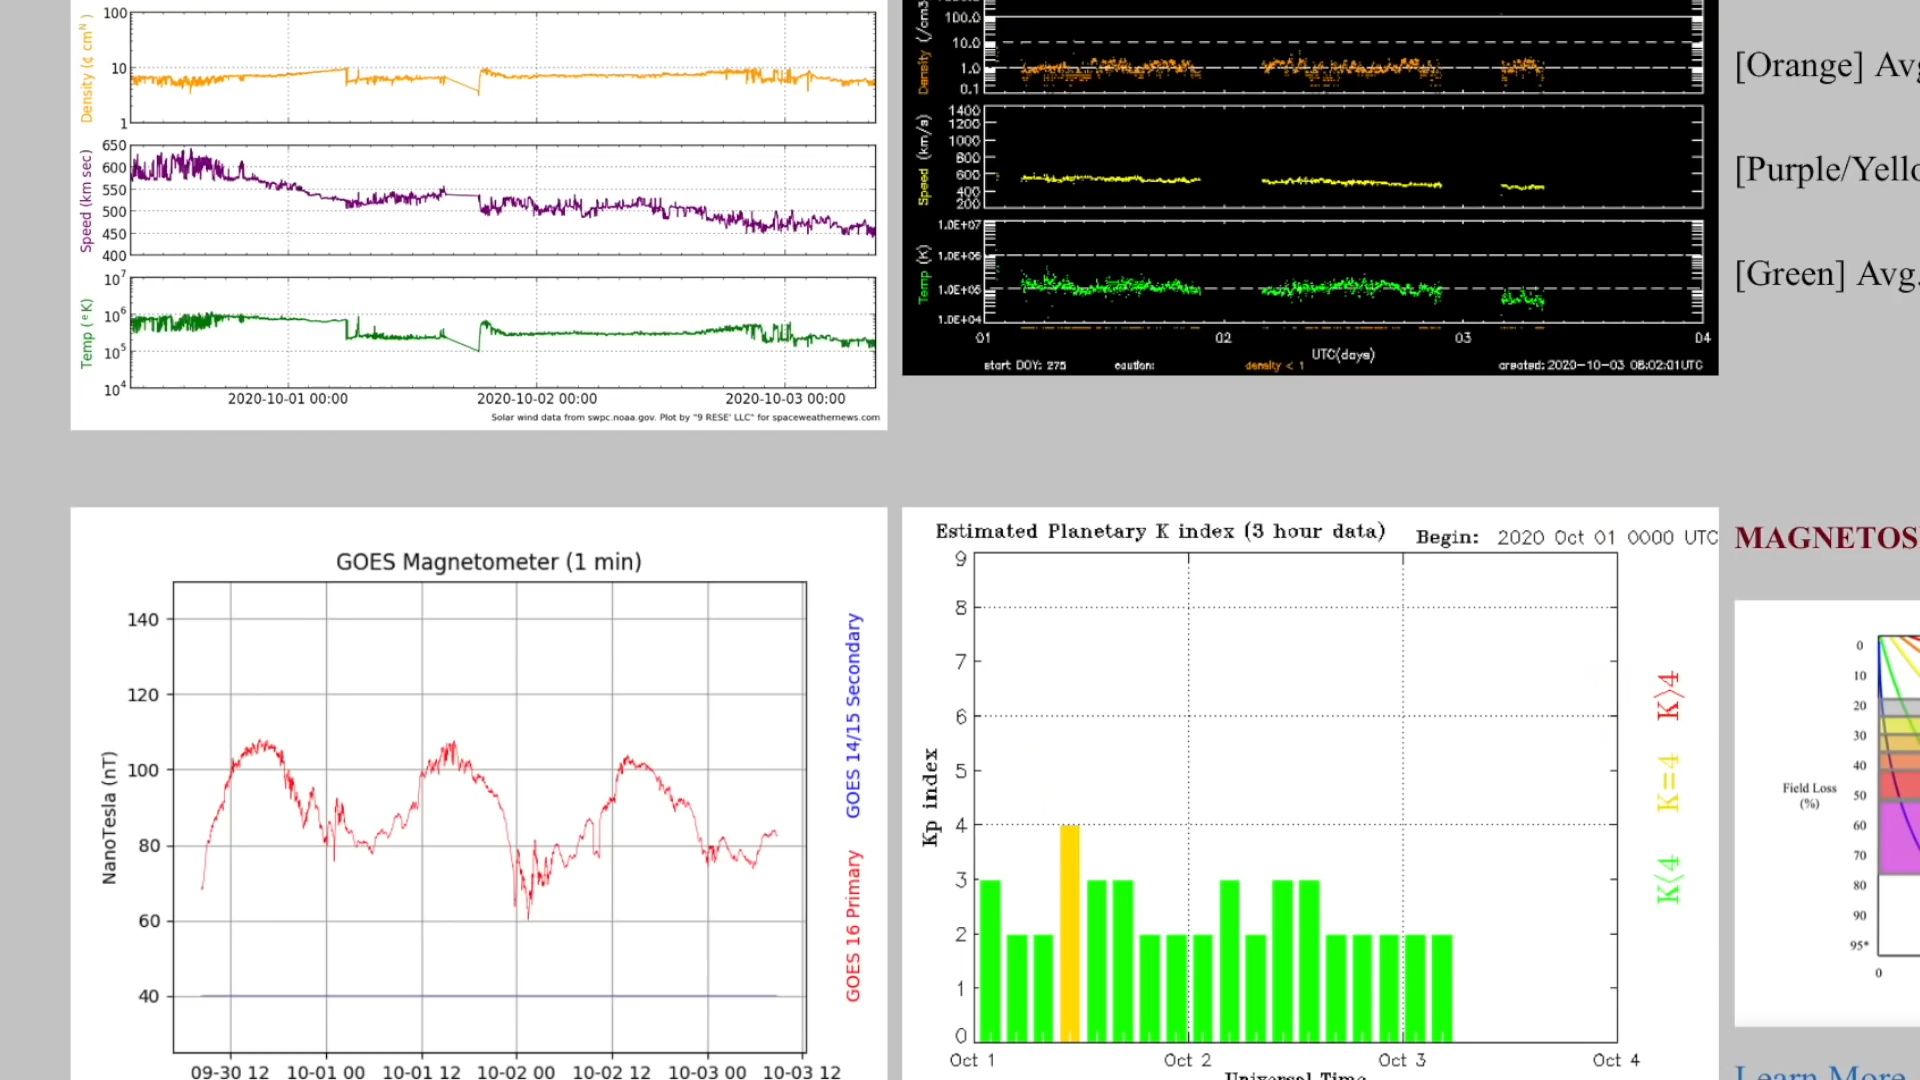 100
10
1
Density (¢ cmᴺ)
650
600
550
500
450
400
Speed (km sec)
10⁷
10⁶
10⁵
10⁴
Temp (°K)
2020-10-01 00:00
2020-10-02 00:00
2020-10-03 00:00
Solar wind data from swpc.noaa.gov. Plot by "9 RESE' LLC" for spaceweathernews.com
100.0
10.0
1.0
0.1
Density (/cm3
1400
1200
1000
800
600
400
200
Speed (km/s)
1.0E+07
1.0E+06
1.0E+05
1.0E+04
Temp (K)
01
02
03
04
UTC(days)
start DOY: 275
caution:
density < 1
created: 2020-10-03 08:02:01UTC
[Orange] Avg
[Purple/Yello
[Green] Avg.
GOES Magnetometer (1 min)
140
120
100
80
60
40
NanoTesla (nT)
09-30 12
10-01 00
10-01 12
10-02 00
10-02 12
10-03 00
10-03 12
GOES 16 Primary
GOES 14/15 Secondary
Estimated Planetary K index (3 hour data)
Begin: 2020 Oct 01 0000 UTC
9
8
7
6
5
4
3
2
1
0
Kp index
Oct 1
Oct 2
Oct 3
Oct 4
Universal Time
K<4
K=4
K>4
MAGNETOS
0
10
20
30
40
50
60
70
80
90
95*
Field Loss
(%)
0
Learn More